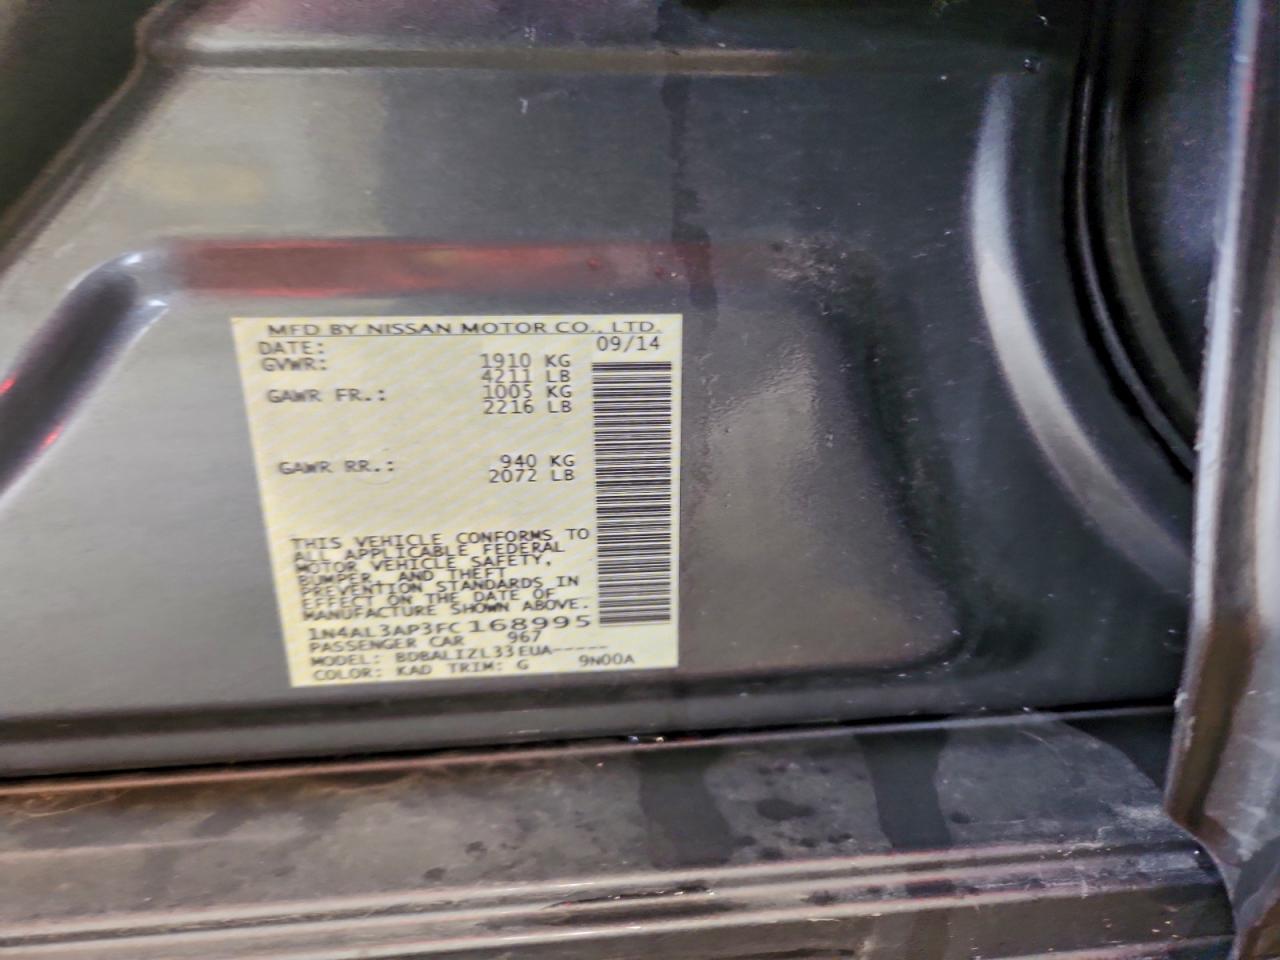 MFD BY NISSAN MOTOR CO., LTD.
DATE: 09/14
GVWR: 1910 KG
4211 LB
GAWR FR.: 1005 KG
2216 LB
GAWR RR.: 940 KG
2072 LB
THIS VEHICLE CONFORMS TO
ALL APPLICABLE FEDERAL
MOTOR VEHICLE SAFETY,
BUMPER, AND THEFT
PREVENTION STANDARDS IN
EFFECT ON THE DATE OF
MANUFACTURE SHOWN ABOVE.
1N4AL3AP3FC168995
PASSENGER CAR 967
MODEL: BDBALIZL33EUA-----
COLOR: KAD TRIM: G 9N00A